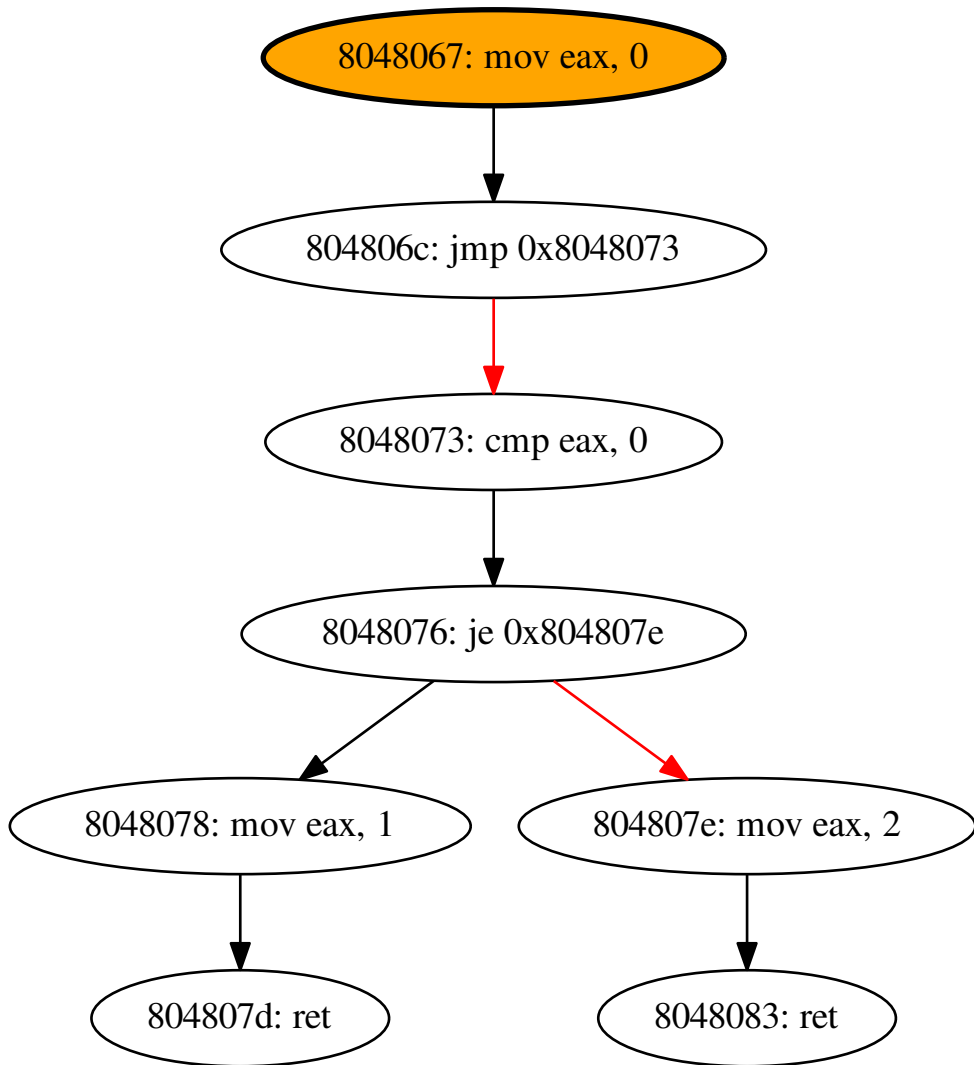 8048067: mov eax, 0
804806c: jmp 0x8048073
8048073: cmp eax, 0
8048076: je 0x804807e
8048078: mov eax, 1
804807e: mov eax, 2
804807d: ret
8048083: ret